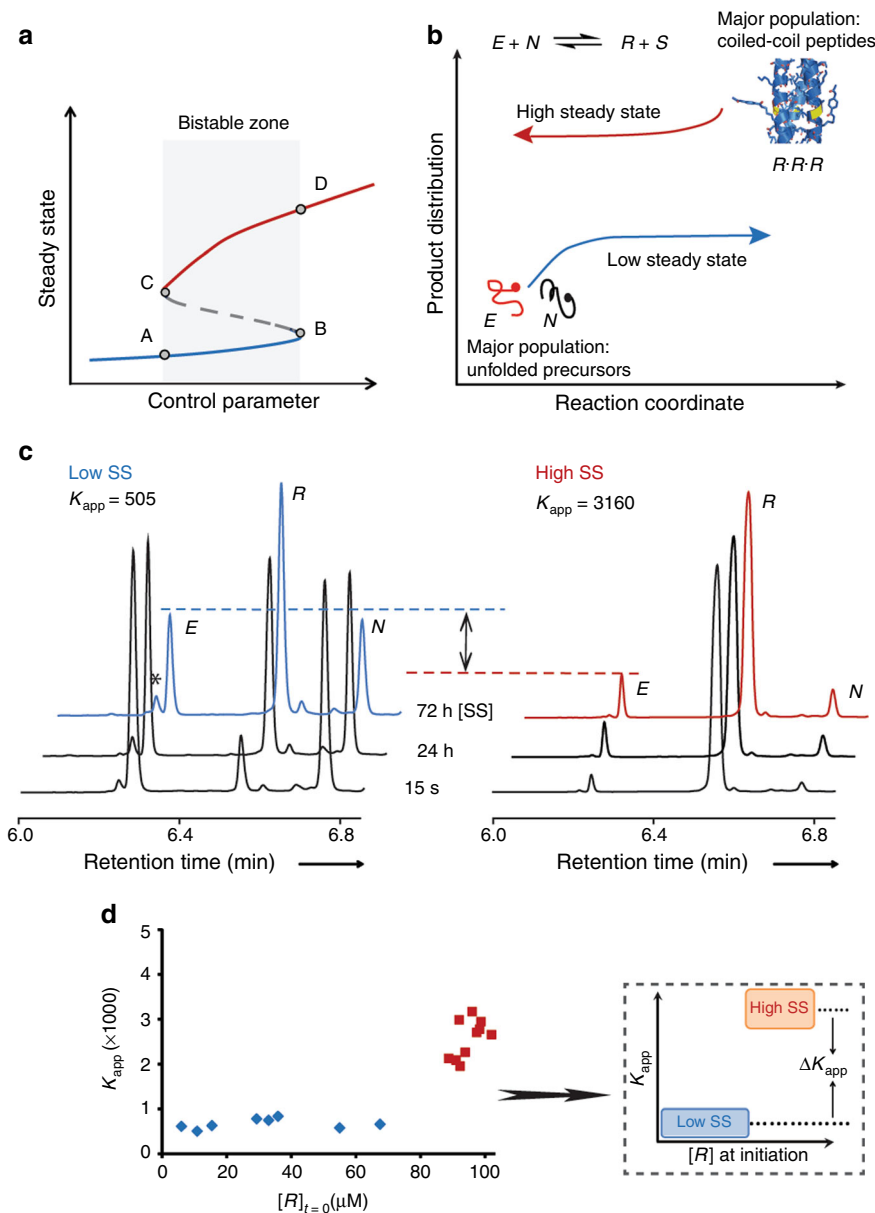 a
Bistable zone
D
C
A
B
Steady state
Control parameter
b
E + N ⇌ R + S
Major population:
coiled-coil peptides
High steady state
R·R·R
Low steady state
E
N
Major population:
unfolded precursors
Product distribution
Reaction coordinate
c
Low SS
Kapp = 505
R
E
N
*
72 h [SS]
24 h
15 s
6.0
6.4
6.8
Retention time (min)
High SS
Kapp = 3160
R
E
N
6.0
6.4
6.8
Retention time (min)
d
5
4
3
2
1
0
Kapp (×1000)
0 20 40 60 80 100
[R]t = 0(μM)
High SS
ΔKapp
Low SS
Kapp
[R] at initiation